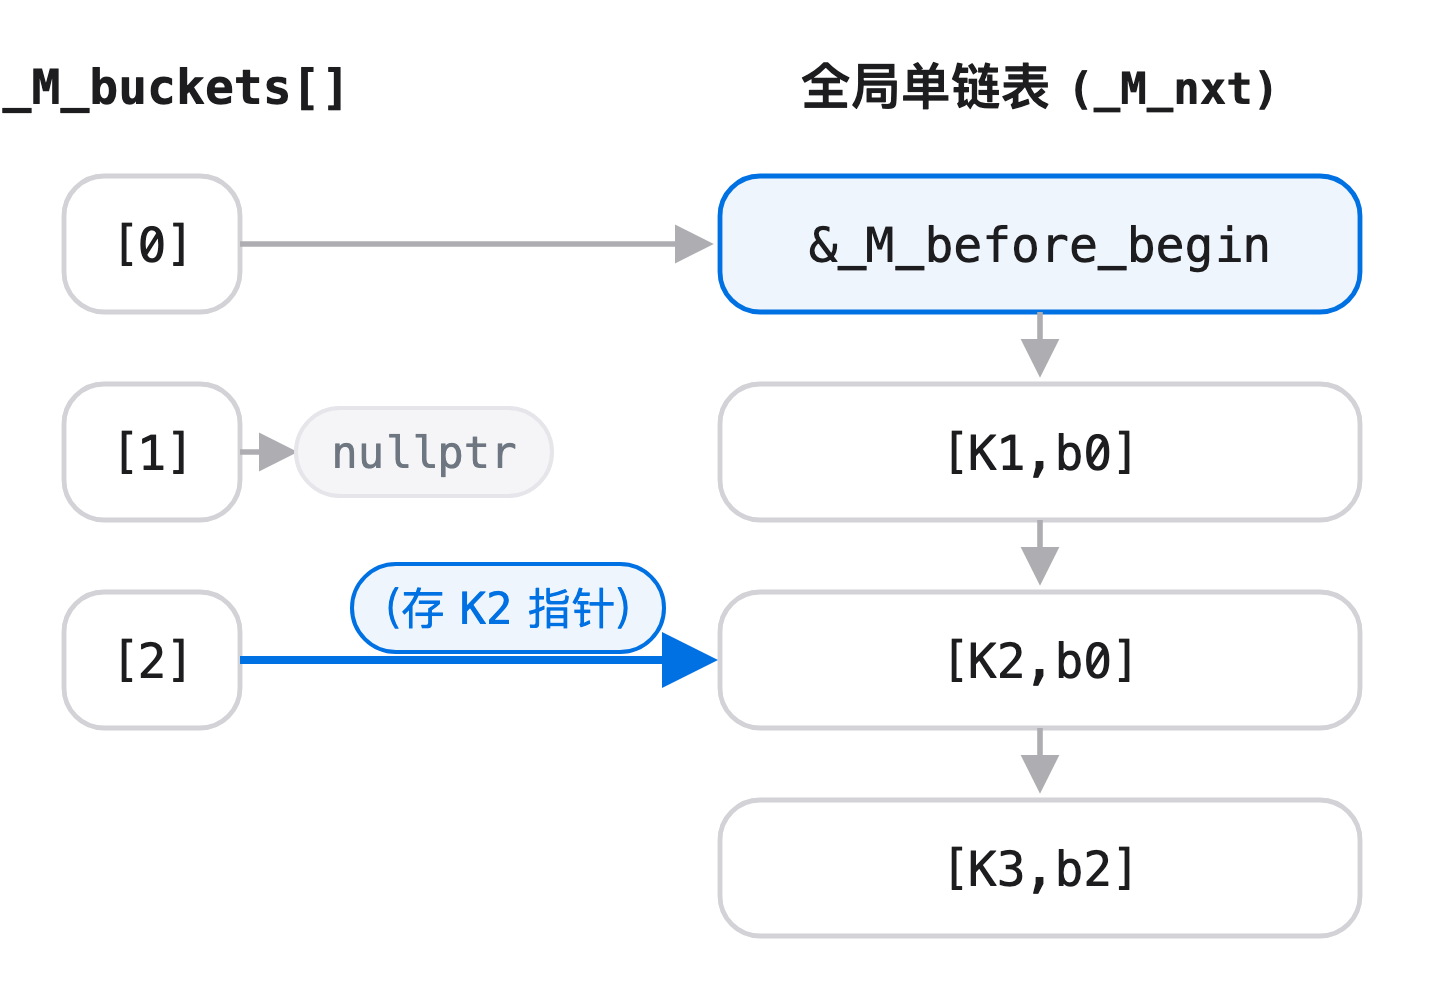 _M_buckets[]
全局单链表 (_M_nxt)
[0]
&_M_before_begin
[1]
nullptr
[K1,b0]
(存 K2 指针)
[2]
[K2,b0]
[K3,b2]